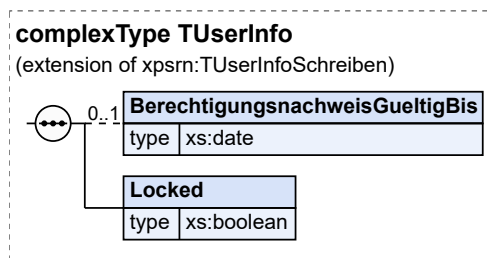 complexType TUserInfo
(extension of xpsrn:TUserInfoSchreiben)
0..1
BerechtigungsnachweisGueltigBis
type xs:date
Locked
type xs:boolean